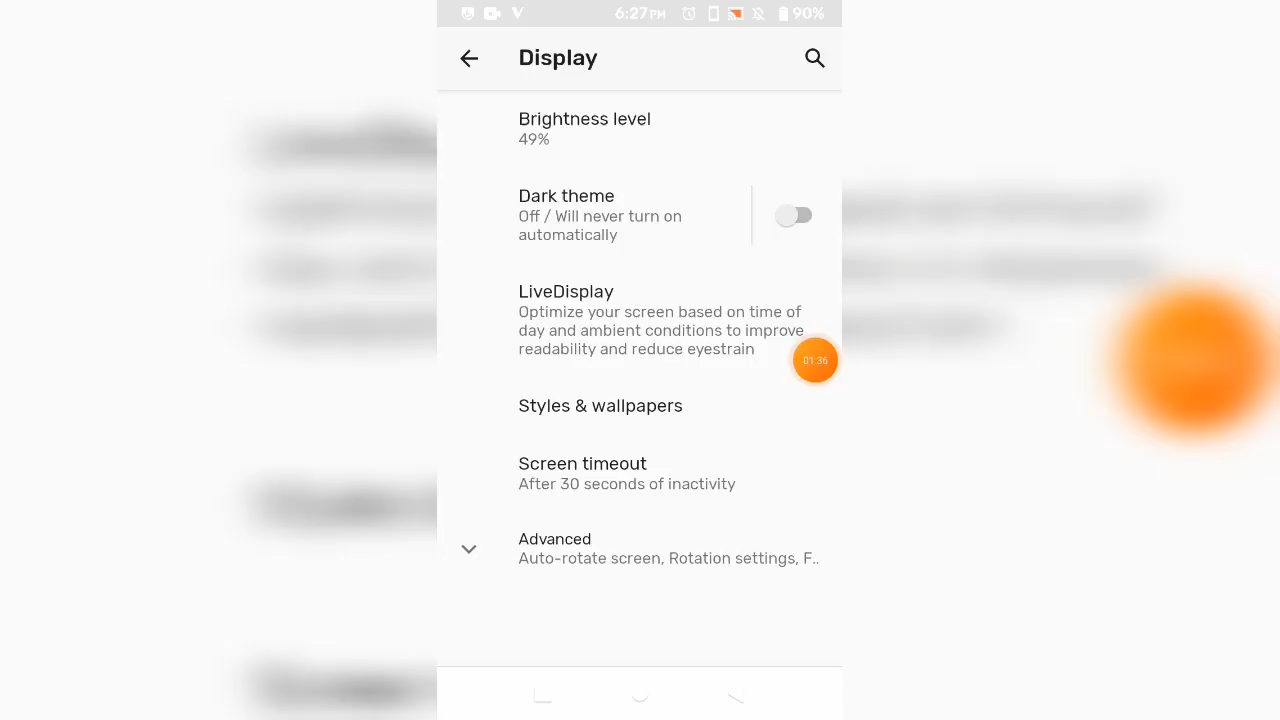 6:27 PM 90%
Display
Brightness level
49%
Dark theme
Off / Will never turn on
automatically
LiveDisplay
Optimize your screen based on time of
day and ambient conditions to improve
readability and reduce eyestrain
01:36
Styles & wallpapers
Screen timeout
After 30 seconds of inactivity
Advanced
Auto-rotate screen, Rotation settings, F..